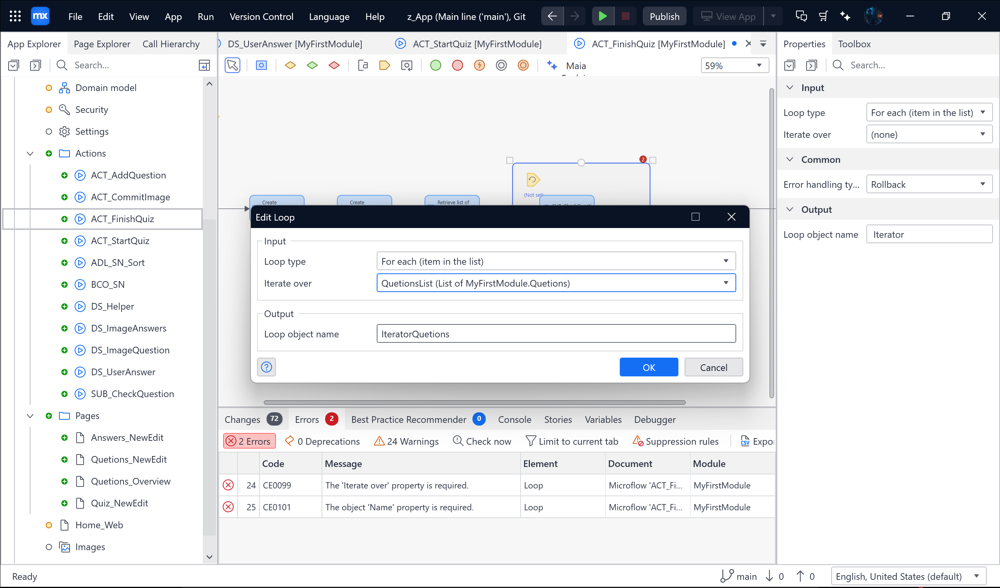 mx File Edit View App Run Version Control Language Help z_App (Main line ('main'), Git Publish View App
App Explorer Page Explorer Call Hierarchy
Search...
Domain model
Security
Settings
Actions
ACT_AddQuestion
ACT_CommitImage
ACT_FinishQuiz
ACT_StartQuiz
ADL_SN_Sort
BCO_SN
DS_Helper
DS_ImageAnswers
DS_ImageQuestion
DS_UserAnswer
SUB_CheckQuestion
Pages
Answers_NewEdit
Quetions_NewEdit
Quetions_Overview
Quiz_NewEdit
Home_Web
Images
DS_UserAnswer [MyFirstModule] ACT_StartQuiz [MyFirstModule] ACT_FinishQuiz [MyFirstModule]
Maia 59%
2
(Not set)
Create Create Retrieve list of
Edit Loop
Input
Loop type For each (item in the list)
Iterate over QuetionsList (List of MyFirstModule.Quetions)
Output
Loop object name IteratorQuetions
? OK Cancel
Changes 72 Errors 2 Best Practice Recommender 0 Console Stories Variables Debugger
2 Errors 0 Deprecations 24 Warnings Check now Limit to current tab Suppression rules CSV Expor
Code Message Element Document Module
24 CE0099 The 'Iterate over' property is required. Loop Microflow 'ACT_Fi... MyFirstModule
25 CE0101 The object 'Name' property is required. Loop Microflow 'ACT_Fi... MyFirstModule
Properties Toolbox
Search...
Input
Loop type For each (item in the list)
Iterate over (none)
Common
Error handling ty... Rollback
Output
Loop object name Iterator
Ready main 0 0 English, United States (default)